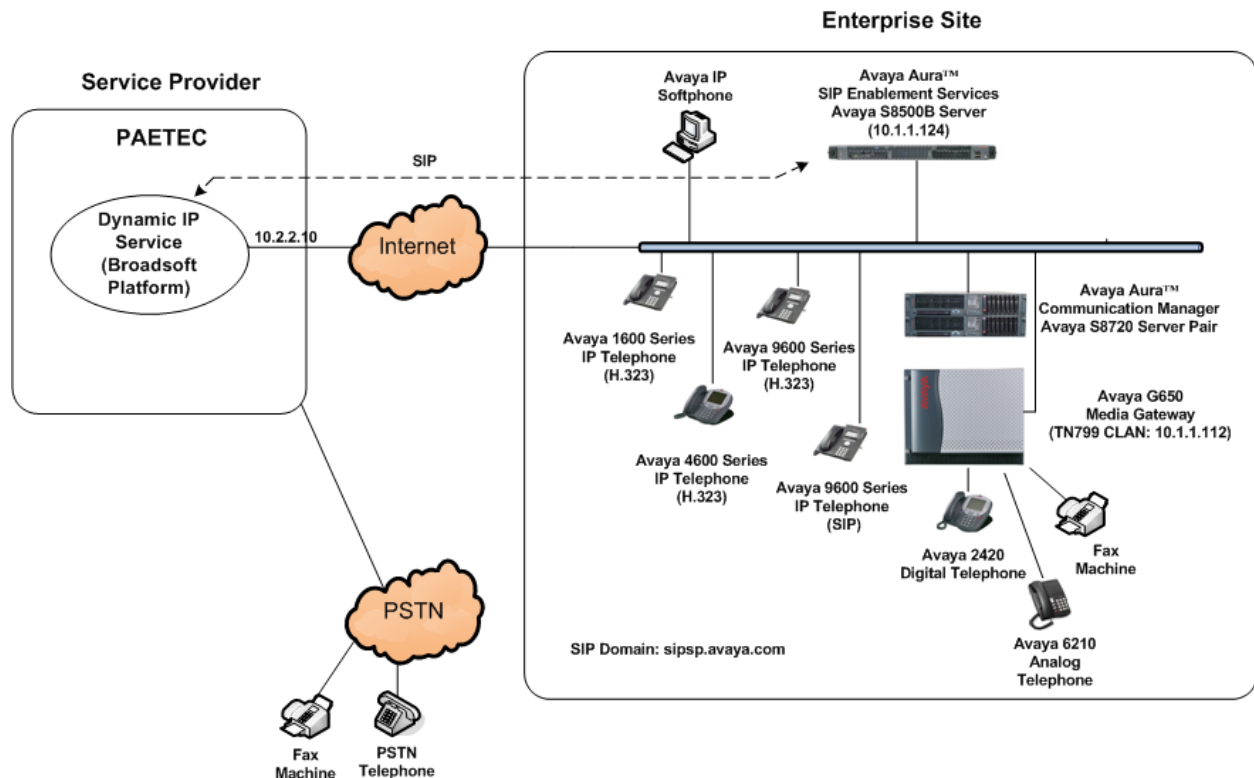 Enterprise Site
Service Provider
PAETEC
Dynamic IP
Service
(Broadsoft
Platform)
10.2.2.10
SIP
Internet
Avaya IP
Softphone
Avaya Aura™
SIP Enablement Services
Avaya S8500B Server
(10.1.1.124)
Avaya 1600 Series
IP Telephone
(H.323)
Avaya 9600 Series
IP Telephone
(H.323)
Avaya Aura™
Communication Manager
Avaya S8720 Server Pair
Avaya 4600 Series
IP Telephone
(H.323)
Avaya 9600 Series
IP Telephone
(SIP)
AVAYA
Avaya G650
Media Gateway
(TN799 CLAN: 10.1.1.112)
Avaya 2420
Digital Telephone
Fax
Machine
Avaya 6210
Analog
Telephone
SIP Domain: sipsp.avaya.com
PSTN
Fax
Machine
PSTN
Telephone